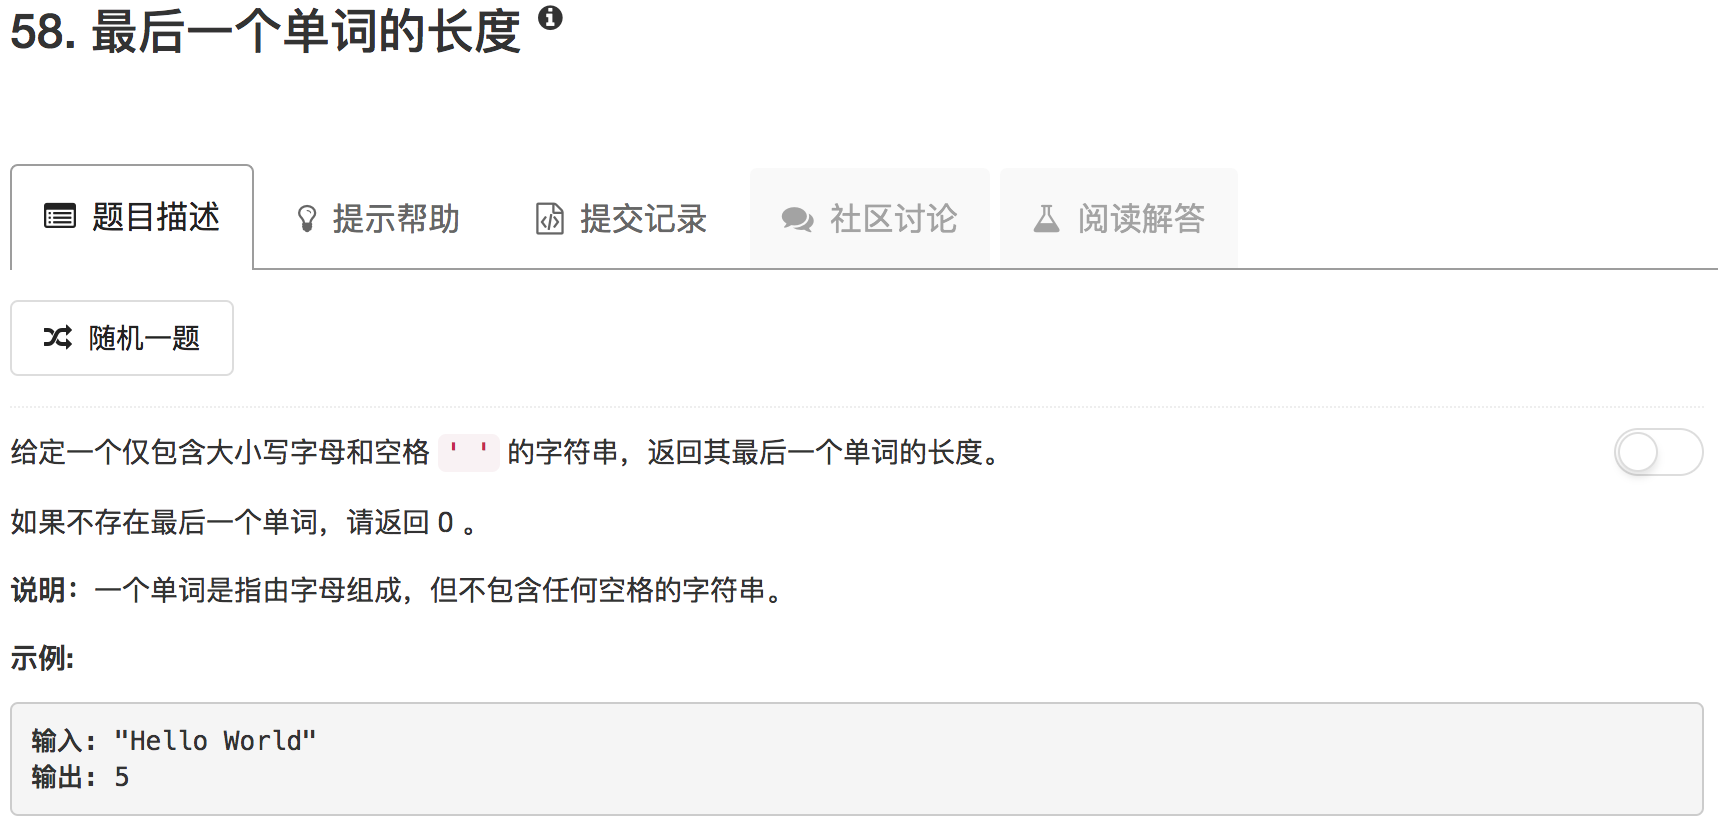 58. 最后一个单词的长度
题目描述 提示帮助 提交记录 社区讨论 阅读解答
随机一题
给定一个仅包含大小写字母和空格 ' ' 的字符串，返回其最后一个单词的长度。
如果不存在最后一个单词，请返回 0 。
说明：一个单词是指由字母组成，但不包含任何空格的字符串。
示例:
输入: "Hello World"
输出: 5